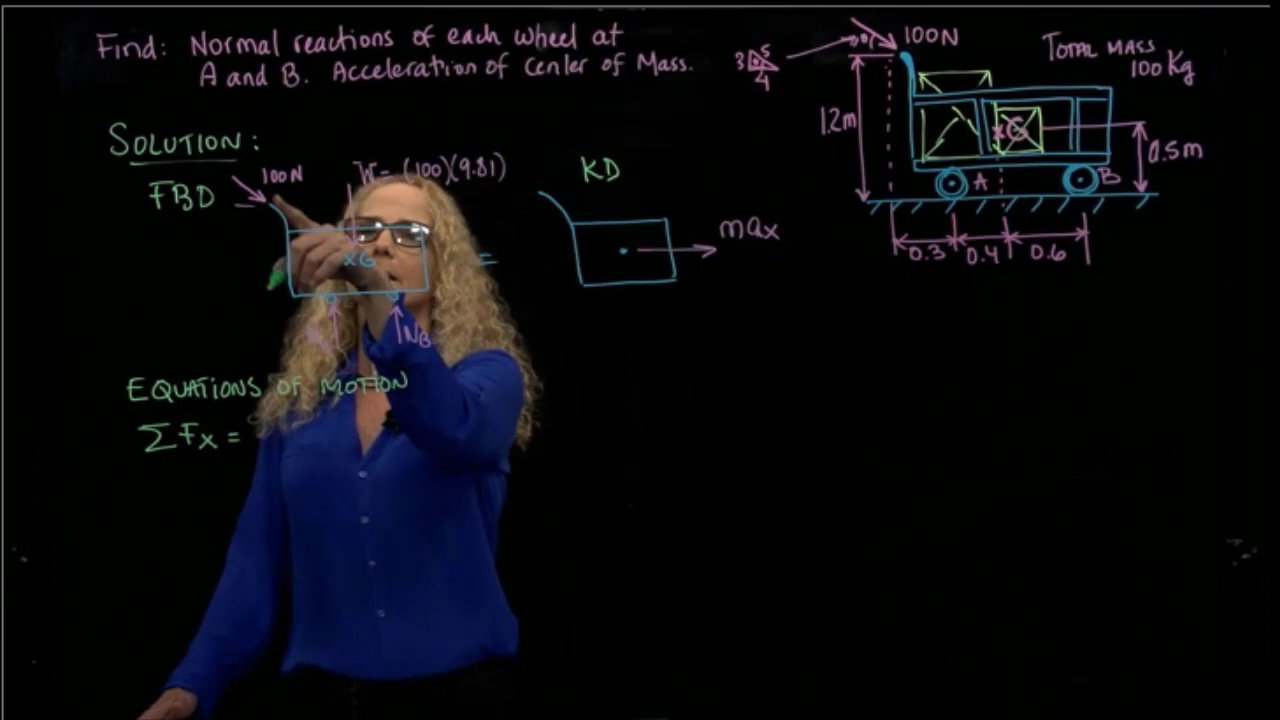 Find: Normal reactions of each wheel at
A and B. Acceleration of Center of Mass.
3 5
4
100N
TOTAL MASS
100 Kg
1.2m
G
0.5m
A
B
0.3
0.4
0.6
SOLUTION:
FBD
100N
W= (100)(9.81)
KD
max
x G
=
NB
EQUATIONS OF MOTION
ΣFx =